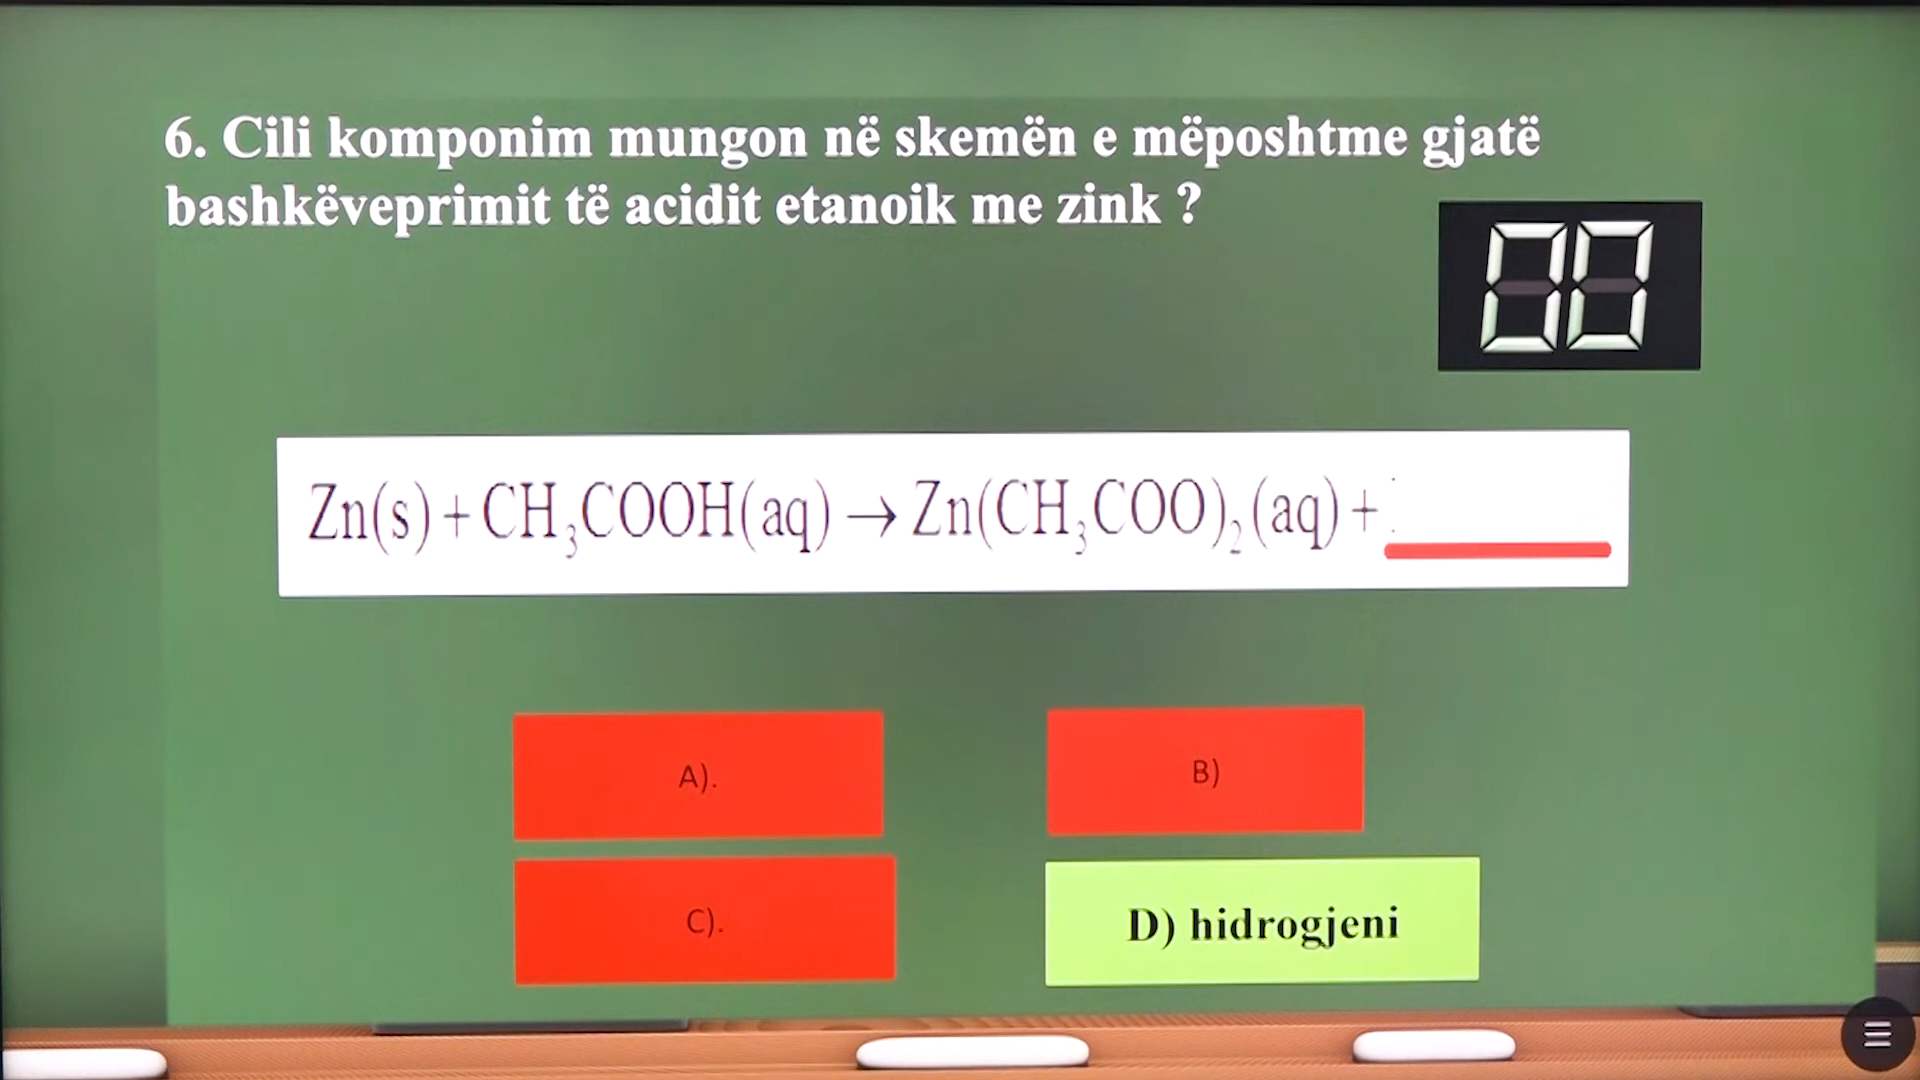 6. Cili komponim mungon në skemën e mëposhtme gjatë
bashkëveprimit të acidit etanoik me zink ?
00
Zn(s)+CH₃COOH(aq)→Zn(CH₃COO)₂(aq)+
A).
B)
C).
D) hidrogjeni